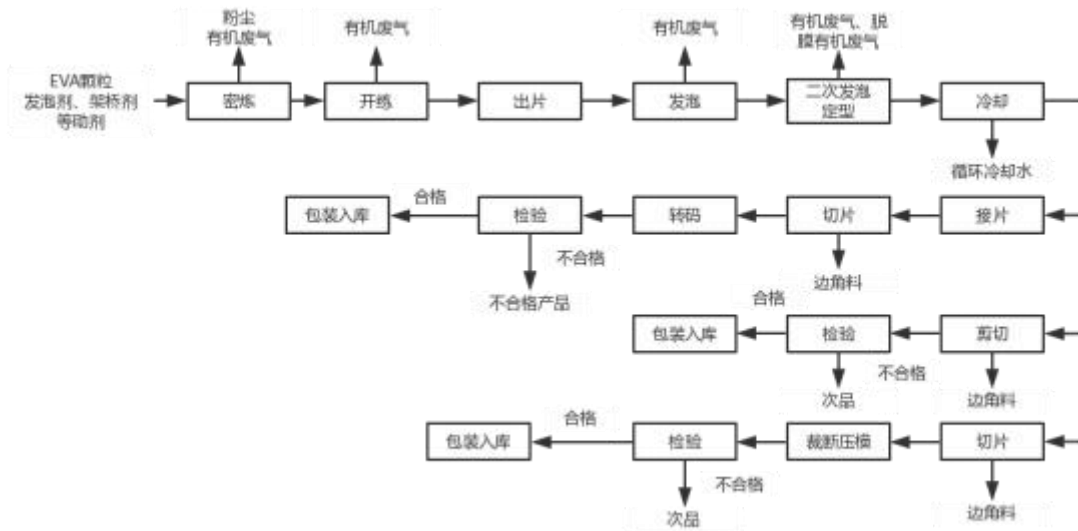 粉尘
有机废气
有机废气
有机废气
有机废气、脱
膜有机废气
EVA颗粒
发泡剂、架桥剂
等助剂
密炼
开练
出片
发泡
二次发泡
定型
冷却
循环冷却水
包装入库
合格
检验
转码
切片
接片
不合格
不合格产品
边角料
包装入库
合格
检验
剪切
不合格
次品
边角料
包装入库
合格
检验
裁断压模
切片
不合格
次品
边角料